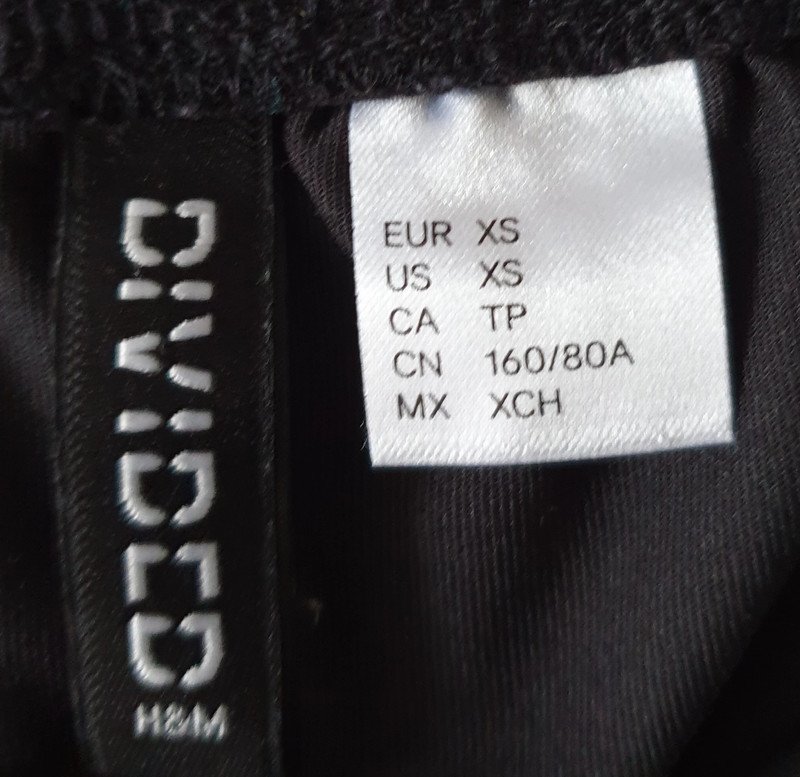 DIVIDED
H&M
EUR XS
US XS
CA TP
CN 160/80A
MX XCH